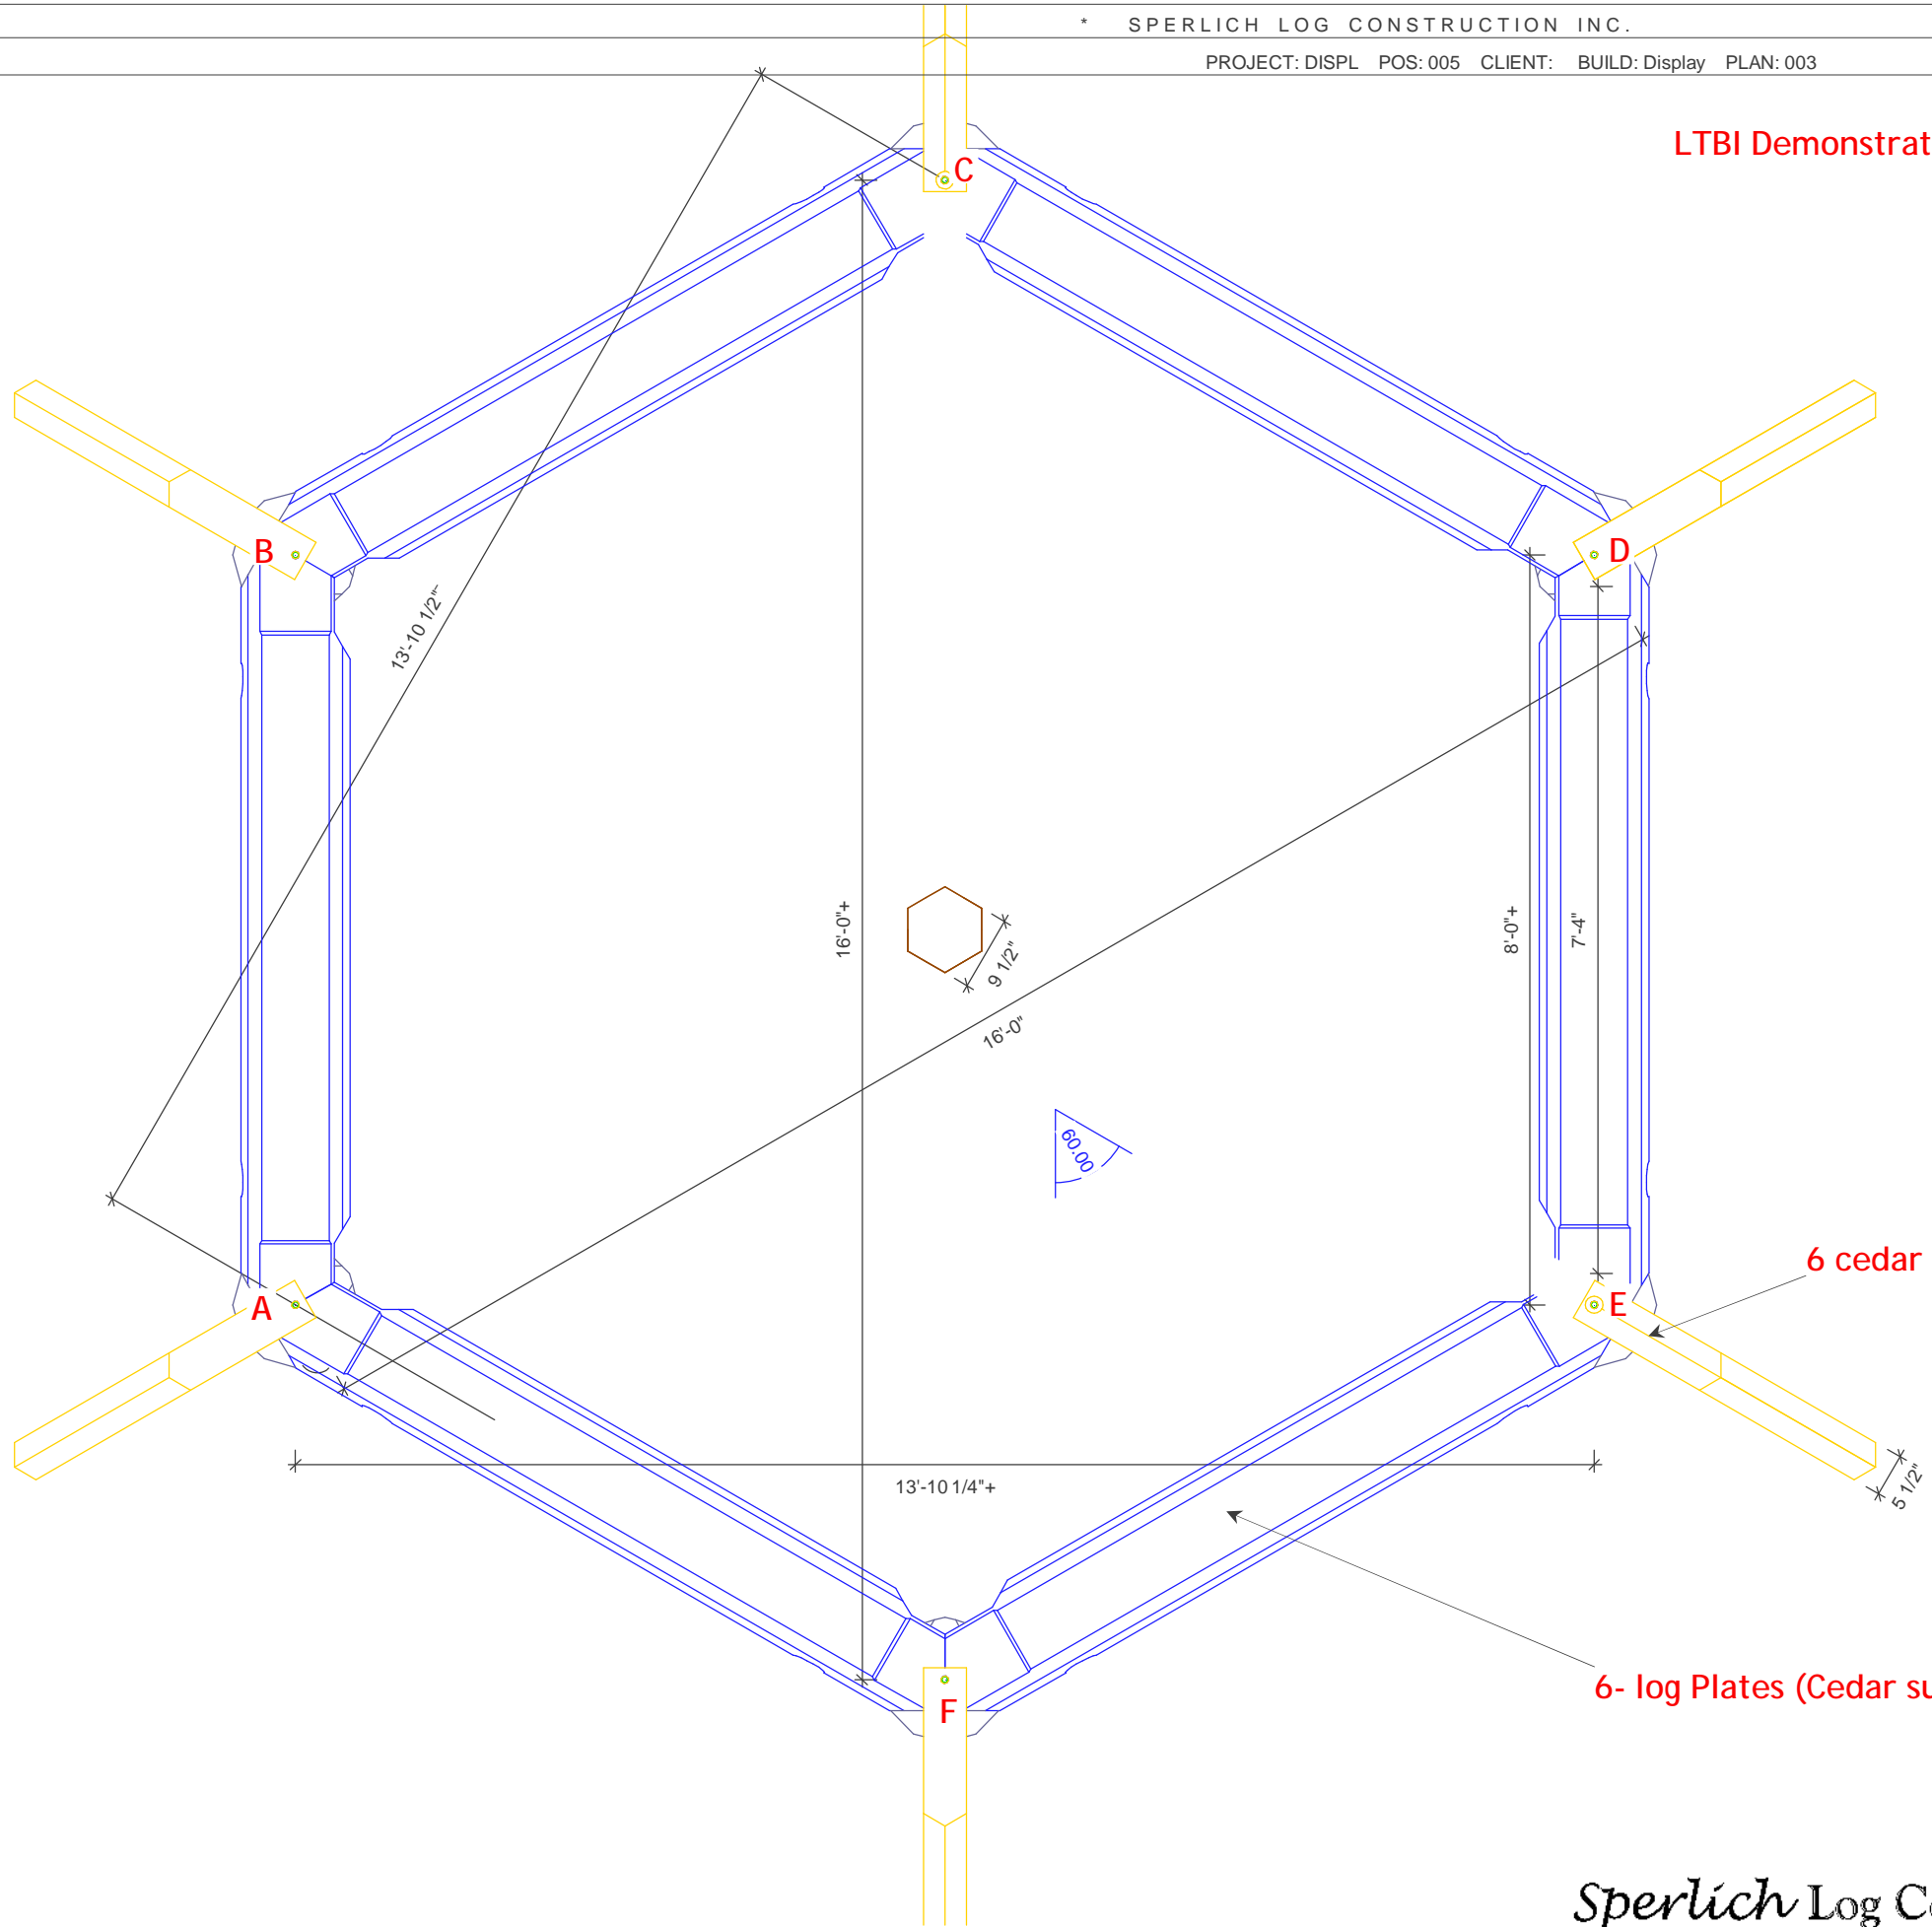 * SPERLICH LOG CONSTRUCTION INC.
PROJECT: DISPL POS: 005 CLIENT: BUILD: Display PLAN: 003
LTBI
C
B
D
13'-10 1/2"
16'-0"+
8'-0"+
7'-4"
9 1/2"
16'-0"
60.00
6 cedar
A
E
13'-10 1/4"+
5 1/2"
6- log Plates (Cedar
F
Sperlich Log